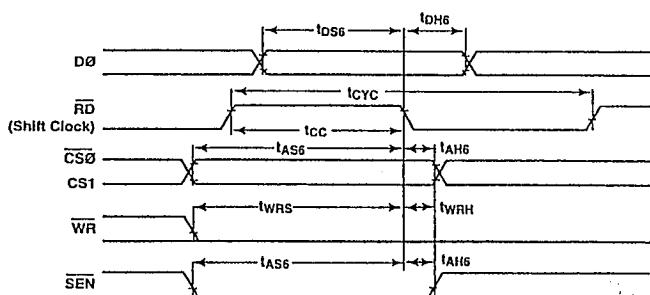 tDS6
tDH6
DØ
tCYC
RD
(Shift Clock)
tCC
tAS6
tAH6
CSØ
CS1
tWRS
tWRH
WR
tAS6
tAH6
SEN